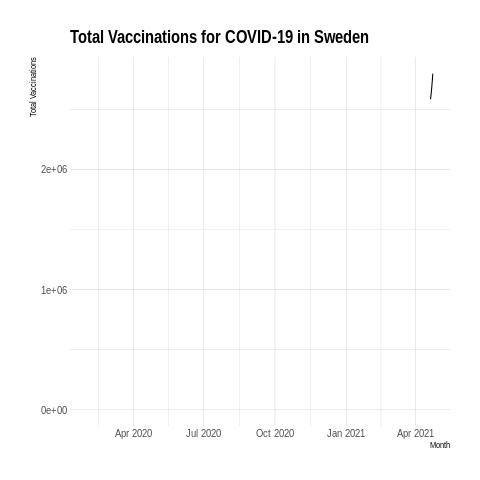 Total Vaccinations for COVID-19 in Sweden
Total Vaccinations
2e+06
1e+06
0e+00
Apr 2020 Jul 2020 Oct 2020 Jan 2021 Apr 2021
Month